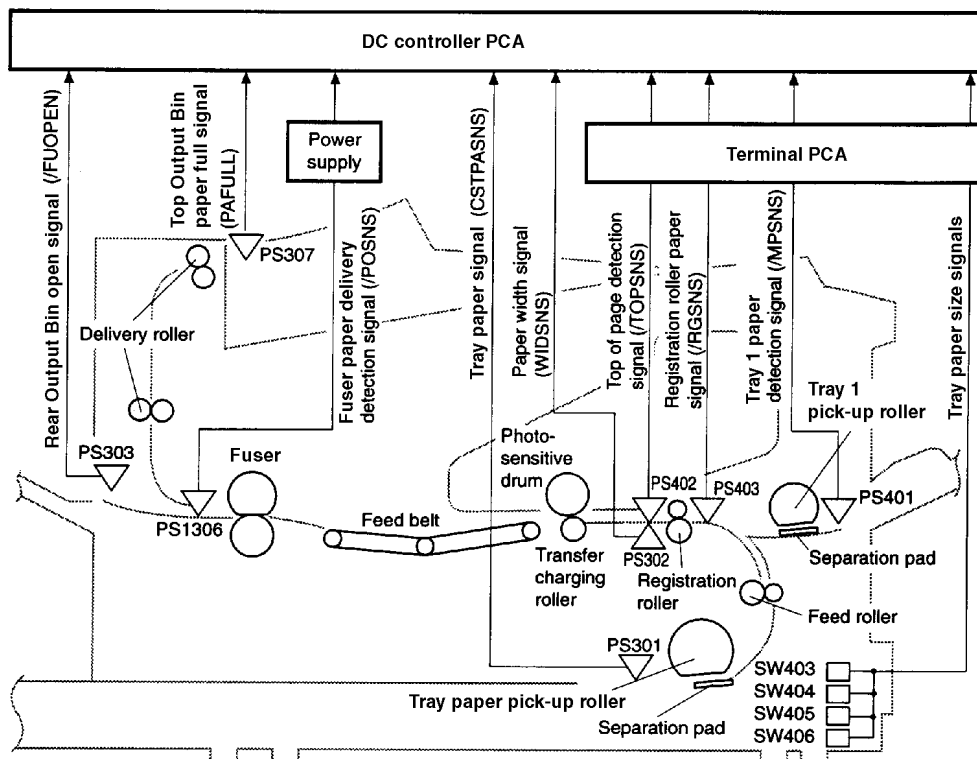 DC controller PCA
Power
supply
Terminal PCA
Rear Output Bin open signal (/FUOPEN)
Top Output Bin
paper full signal
(PAFULL)
Fuser paper delivery
detection signal (/POSNS)
Tray paper signal (CSTPASNS)
Paper width signal
(WIDSNS)
Top of page detection
signal (/TOPSNS)
Registration roller paper
signal (/RGSNS)
Tray 1 paper
detection signal (/MPSNS)
Tray paper size signals
PS307
Delivery roller
Tray 1
pick-up roller
PS303
Fuser
Photo-
sensitive
drum
PS402
PS403
PS401
PS1306
Feed belt
Separation pad
PS302
Transfer
charging
roller
Registration
roller
Feed roller
PS301
SW403
SW404
SW405
SW406
Tray paper pick-up roller
Separation pad